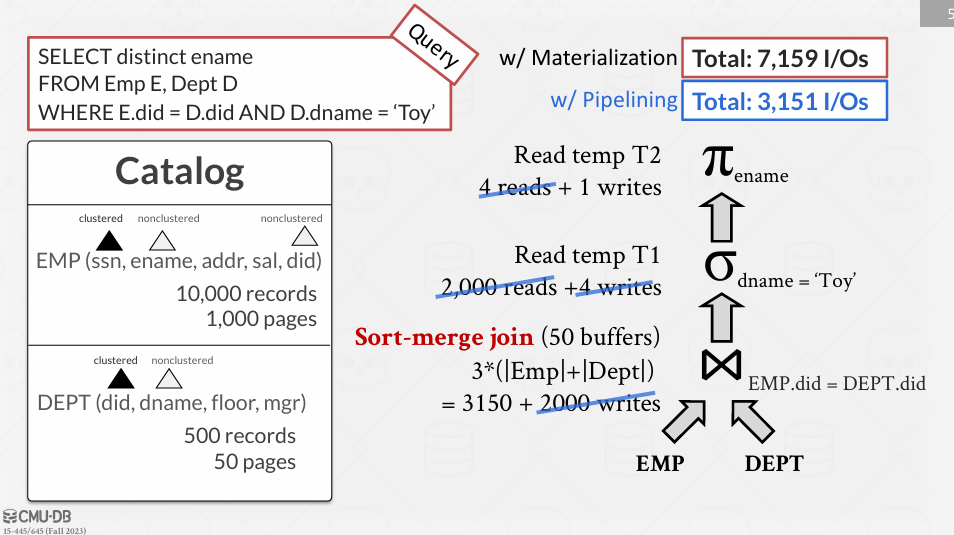 5
SELECT distinct ename
FROM Emp E, Dept D
WHERE E.did = D.did AND D.dname = ‘Toy’
Query
w/ Materialization Total: 7,159 I/Os
w/ Pipelining Total: 3,151 I/Os
Catalog
clustered nonclustered nonclustered
EMP (ssn, ename, addr, sal, did)
10,000 records
1,000 pages
clustered nonclustered
DEPT (did, dname, floor, mgr)
500 records
50 pages
Read temp T2
4 reads + 1 writes
π ename
Read temp T1
2,000 reads +4 writes
σ dname = ‘Toy’
Sort-merge join (50 buffers)
3*(|Emp|+|Dept|)
= 3150 + 2000 writes
⋈ EMP.did = DEPT.did
EMP DEPT
CMU·DB
15-445/645 (Fall 2023)